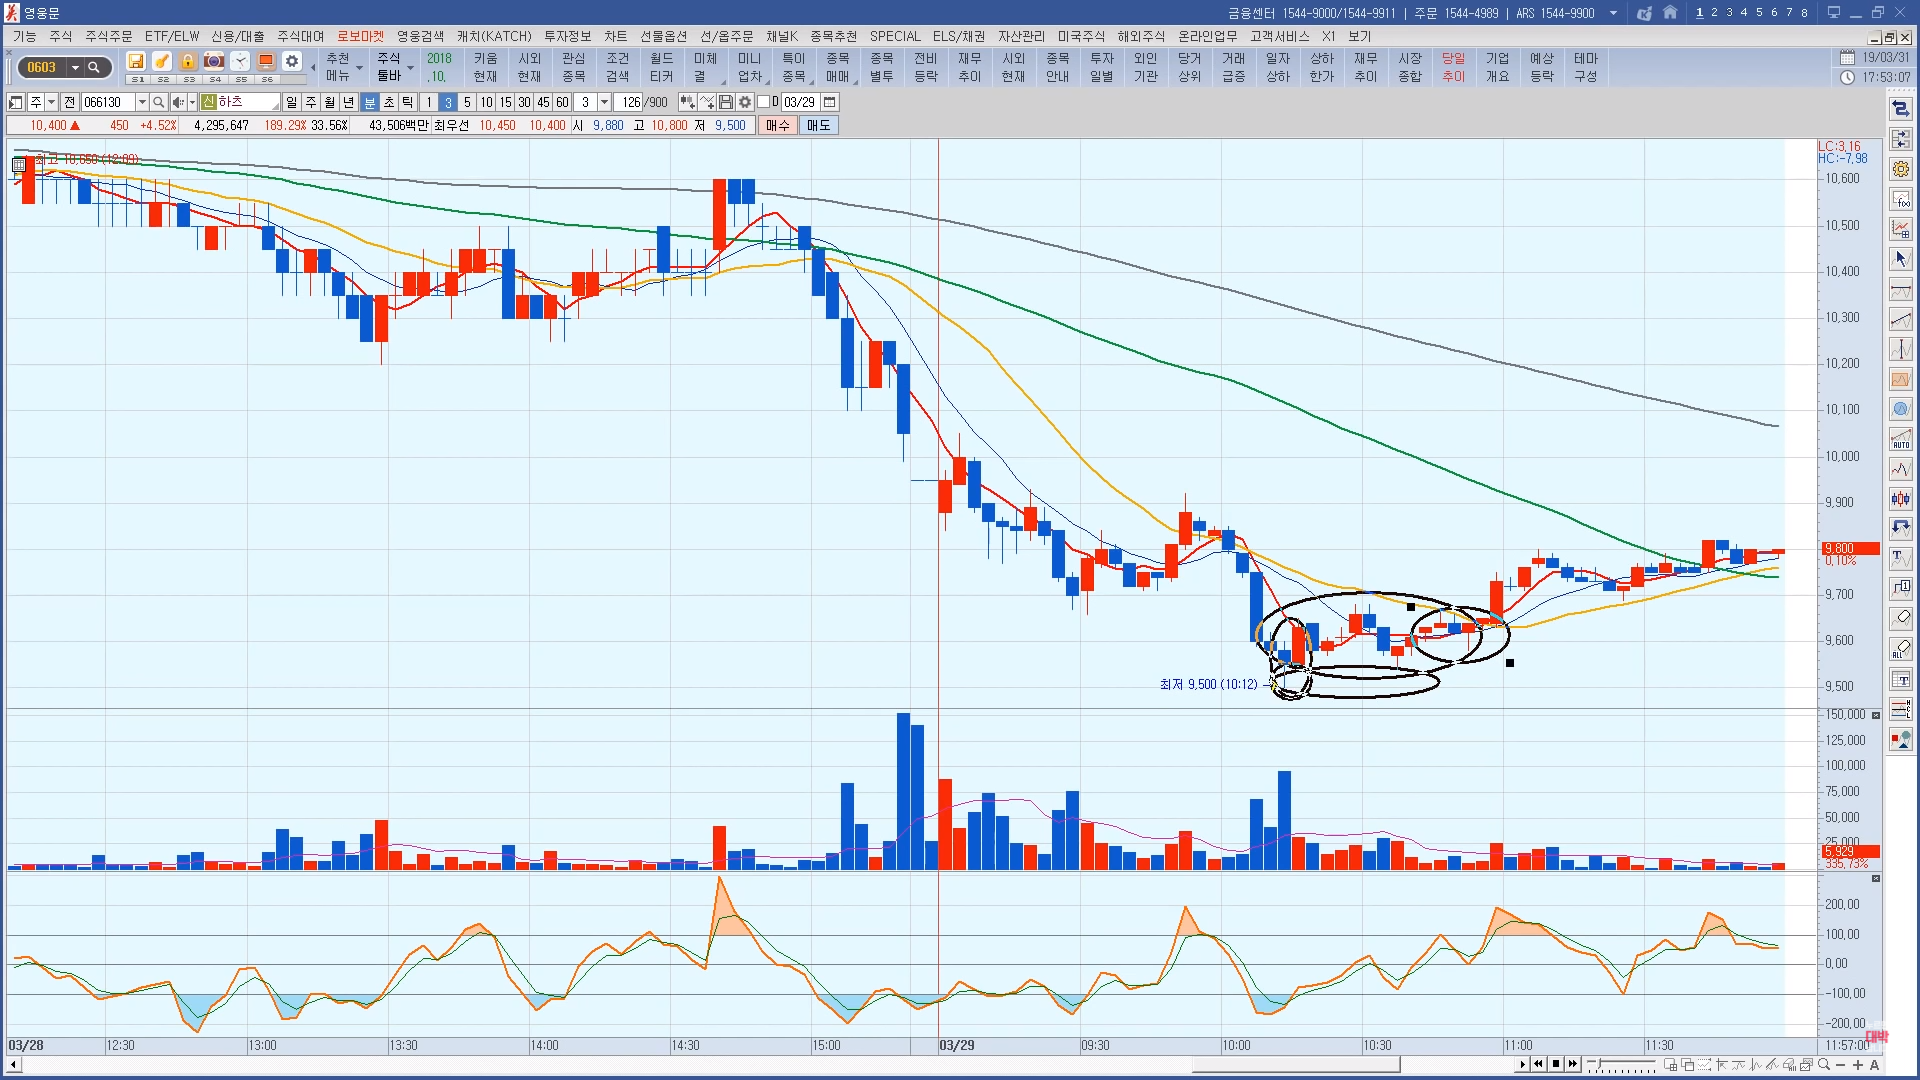 영웅문
금융센터 1544-9000/1544-9911 | 주문 1544-4989 | ARS 1544-9900 1 2 3 4 5 6 7 8
기능 주식 주식주문 ETF/ELW 신용/대출 주식대여 로보마켓 영웅검색 캐치(KATCH) 투자정보 차트 선물옵션 선/옵주문 채널K 종목추천 SPECIAL ELS/채권 자산관리 미국주식 해외주식 온라인업무 고객서비스 X1 보기
0603 S1 S2 S3 S4 S5 S6
추천 주식 2018 키움 시외 관심 조건 월드 미체 미니 특이 종목 종목 전비 재무 시외 종목 투자 외인 당거 거래 일자 상하 재무 시장 당일 기업 예상 테마 19/03/31
메뉴 툴바 .10. 현재 현재 종목 검색 티커 결 업차 종목 매매 별투 등락 추이 현재 안내 일별 기관 상위 급증 상하 한가 추이 종합 추이 개요 등락 구성 17:53:07
주 전 066130 신 하츠 일 주 월 년 분 초 틱 1 3 5 10 15 30 45 60 3 126 /900 D 03/29
10,400 ▲ 450 +4.52% 4,295,647 189.29% 33.56% 43,506백만 최우선 10,450 10,400 시 9,880 고 10,800 저 9,500 매수 매도
LC:3,16
HC:-7,98
최고 10,650 (12:09)
10,600
10,500
10,400
10,300
10,200
10,100
10,000
9,900
9,800
0,10%
9,700
9,600
최저 9,500 (10:12)
9,500
150,000
125,000
100,000
75,000
50,000
25,000
5,929
335,73%
200,00
100,00
0,00
-100,00
-200,00
대박
03/28 12:30 13:00 13:30 14:00 14:30 15:00 03/29 09:30 10:00 10:30 11:00 11:30 11:57:00
AUTO
ALL
A